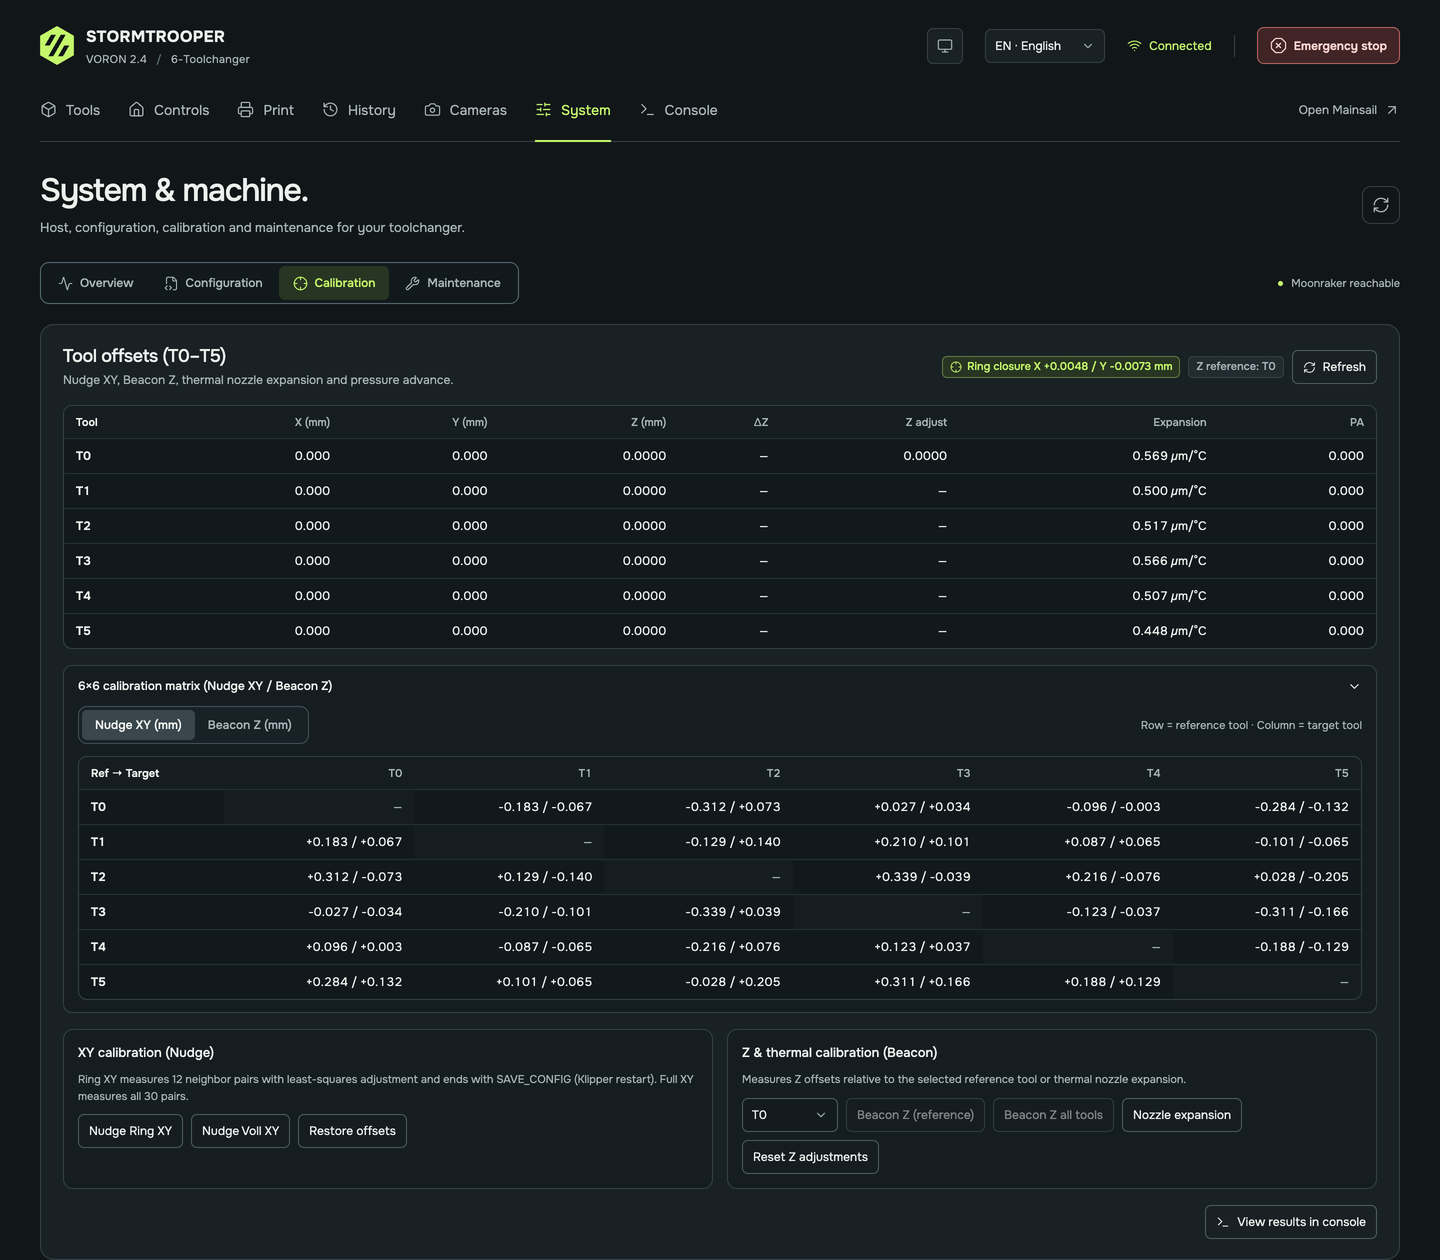 STORMTROOPER
VORON 2.4 / 6-Toolchanger
EN · English
Connected
Emergency stop
Tools
Controls
Print
History
Cameras
System
Console
Open Mainsail
System & machine.
Host, configuration, calibration and maintenance for your toolchanger.
Overview
Configuration
Calibration
Maintenance
Moonraker reachable
Tool offsets (T0–T5)
Nudge XY, Beacon Z, thermal nozzle expansion and pressure advance.
Ring closure X +0.0048 / Y -0.0073 mm
Z reference: T0
Refresh
Tool X (mm) Y (mm) Z (mm) ΔZ Z adjust Expansion PA
T0 0.000 0.000 0.0000 – 0.0000 0.569 µm/°C 0.000
T1 0.000 0.000 0.0000 – – 0.500 µm/°C 0.000
T2 0.000 0.000 0.0000 – – 0.517 µm/°C 0.000
T3 0.000 0.000 0.0000 – – 0.566 µm/°C 0.000
T4 0.000 0.000 0.0000 – – 0.507 µm/°C 0.000
T5 0.000 0.000 0.0000 – – 0.448 µm/°C 0.000
6×6 calibration matrix (Nudge XY / Beacon Z)
Nudge XY (mm)
Beacon Z (mm)
Row = reference tool · Column = target tool
Ref → Target T0 T1 T2 T3 T4 T5
T0 – -0.183 / -0.067 -0.312 / +0.073 +0.027 / +0.034 -0.096 / -0.003 -0.284 / -0.132
T1 +0.183 / +0.067 – -0.129 / +0.140 +0.210 / +0.101 +0.087 / +0.065 -0.101 / -0.065
T2 +0.312 / -0.073 +0.129 / -0.140 – +0.339 / -0.039 +0.216 / -0.076 +0.028 / -0.205
T3 -0.027 / -0.034 -0.210 / -0.101 -0.339 / +0.039 – -0.123 / -0.037 -0.311 / -0.166
T4 +0.096 / +0.003 -0.087 / -0.065 -0.216 / +0.076 +0.123 / +0.037 – -0.188 / -0.129
T5 +0.284 / +0.132 +0.101 / +0.065 -0.028 / +0.205 +0.311 / +0.166 +0.188 / +0.129 –
XY calibration (Nudge)
Ring XY measures 12 neighbor pairs with least-squares adjustment and ends with SAVE_CONFIG (Klipper restart). Full XY
measures all 30 pairs.
Nudge Ring XY
Nudge Voll XY
Restore offsets
Z & thermal calibration (Beacon)
Measures Z offsets relative to the selected reference tool or thermal nozzle expansion.
T0
Beacon Z (reference)
Beacon Z all tools
Nozzle expansion
Reset Z adjustments
View results in console